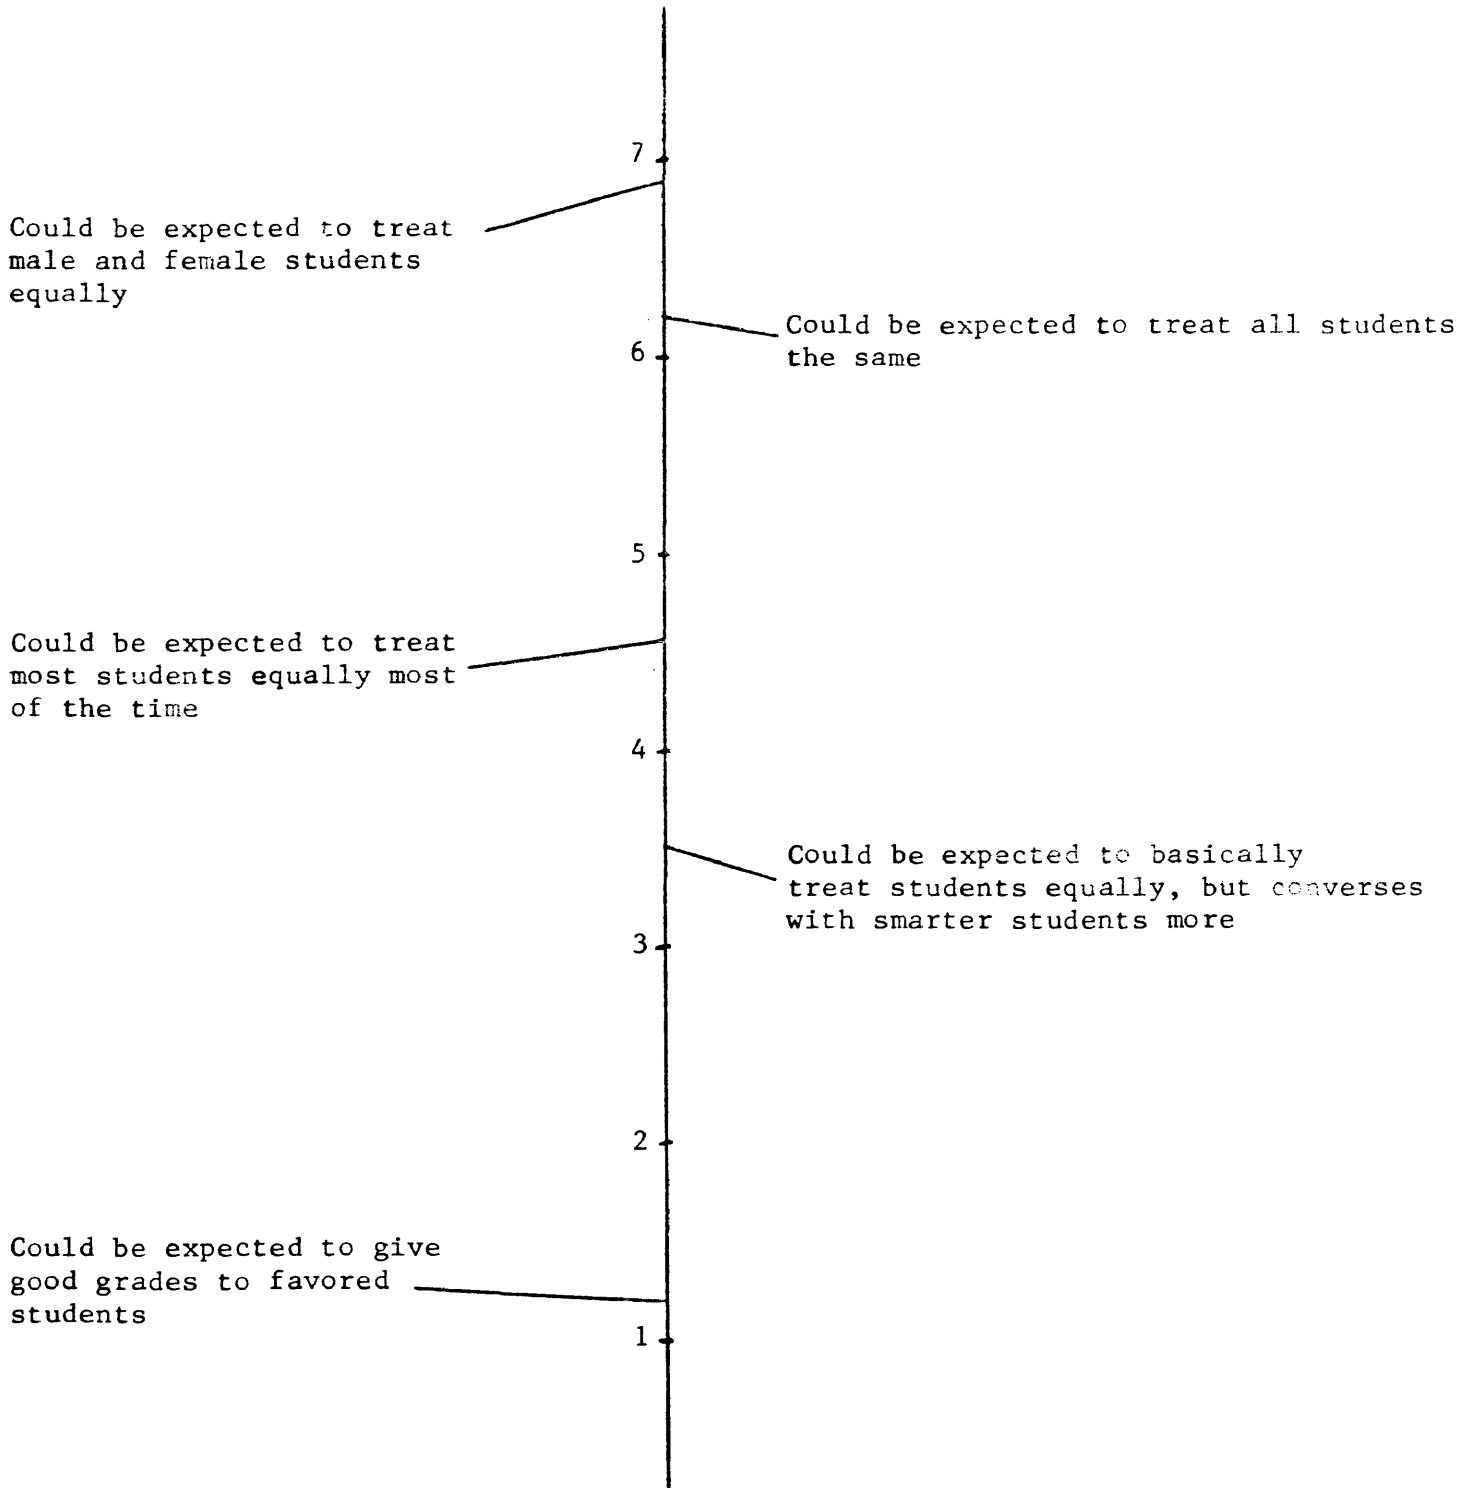 7
Could be expected to treat
male and female students
equally
Could be expected to treat all students
the same
6
5
Could be expected to treat
most students equally most
of the time
4
Could be expected to basically
treat students equally, but converses
with smarter students more
3
2
Could be expected to give
good grades to favored
students
1